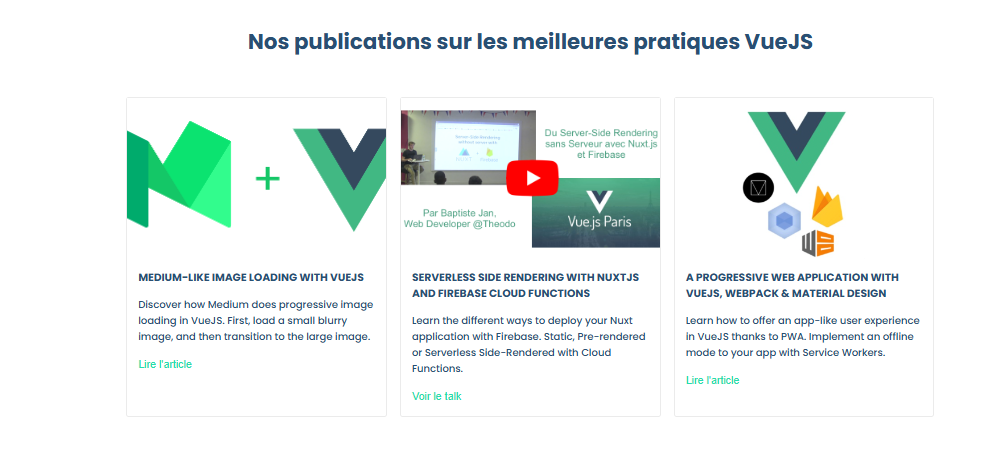 Nos publications sur les meilleures pratiques VueJS
+
MEDIUM-LIKE IMAGE LOADING WITH VUEJS
Discover how Medium does progressive image
loading in VueJS. First, load a small blurry
image, and then transition to the large image.
Lire l'article
Server-Side Rendering
without server with
Du Server-Side Rendering
sans Serveur avec Nuxt.js
et Firebase
Par Baptiste Jan,
Web Developer @Theodo
Vue.js Paris
SERVERLESS SIDE RENDERING WITH NUXTJS
AND FIREBASE CLOUD FUNCTIONS
Learn the different ways to deploy your Nuxt
application with Firebase. Static, Pre-rendered
or Serverless Side-Rendered with Cloud
Functions.
Voir le talk
A PROGRESSIVE WEB APPLICATION WITH
VUEJS, WEBPACK & MATERIAL DESIGN
Learn how to offer an app-like user experience
in VueJS thanks to PWA. Implement an offline
mode to your app with Service Workers.
Lire l'article